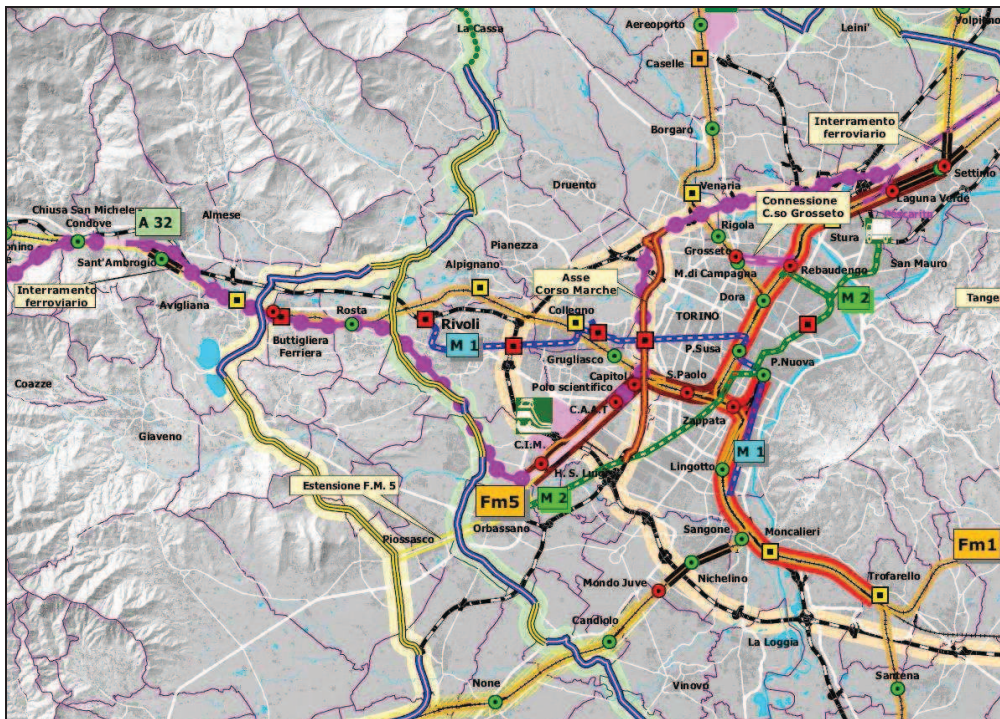 Aereoporto
La Cassa
Leini'
Volpiano
Caselle
Borgaro
Interramento
ferroviario
Settimo
Druento
Venaria
Laguna Verde
Connessione
C.so Grosseto
Pescarito
Rigola
Stura
Chiusa San Michele
Condove
A 32
Almese
Grosseto
San Mauro
Pianezza
Rebaudengo
Sant'Ambrogio
M.di Campagna
Alpignano
Asse
Corso Marche
Interramento
ferroviario
Dora
M 2
Tange
Avigliana
Rosta
Rivoli
Collegno
TORINO
Buttigliera
Ferriera
M 1
P.Susa
Grugliasco
P.Nuova
Coazze
Capitol
S.Paolo
Polo scientifico
C.A.A.T
Zappata
Giaveno
C.I.M.
M 1
Lingotto
H.S. Luigi
Estensione F.M. 5
Fm5
M 2
Orbassano
Sangone
Moncalieri
Piossasco
Fm1
Nichelino
Trofarello
Mondo Juve
Candiolo
La Loggia
Santena
None
Vinovo